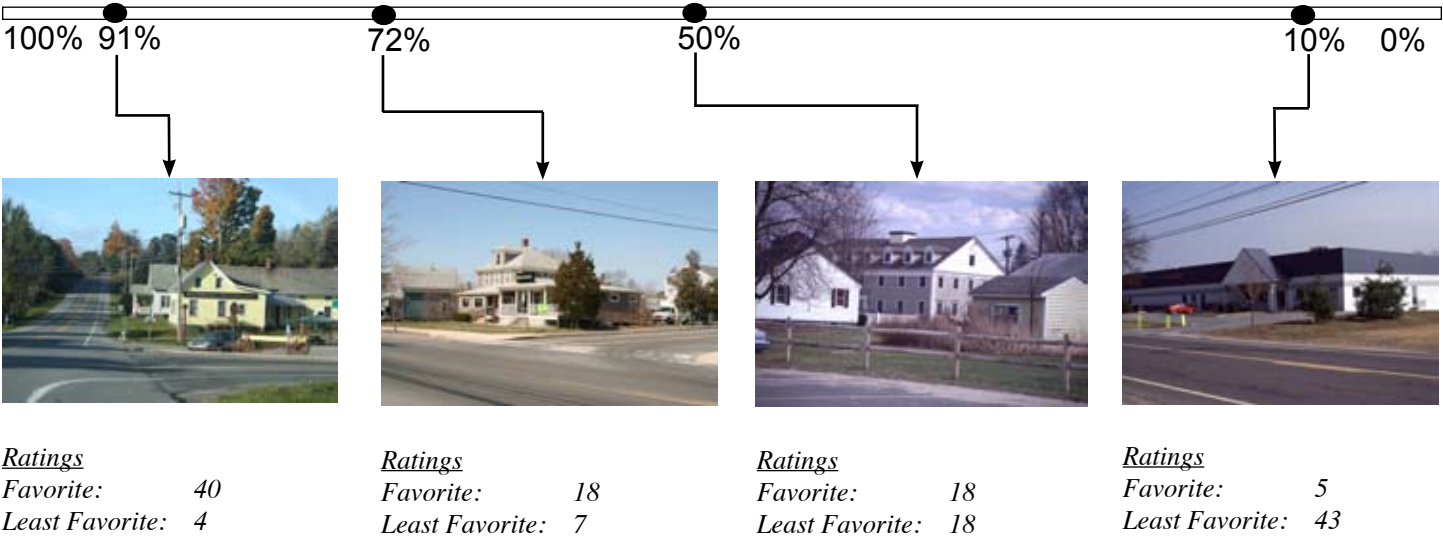 100% 91% 72% 50% 10% 0%
Ratings
Favorite: 40
Least Favorite: 4
Ratings
Favorite: 18
Least Favorite: 7
Ratings
Favorite: 18
Least Favorite: 18
Ratings
Favorite: 5
Least Favorite: 43